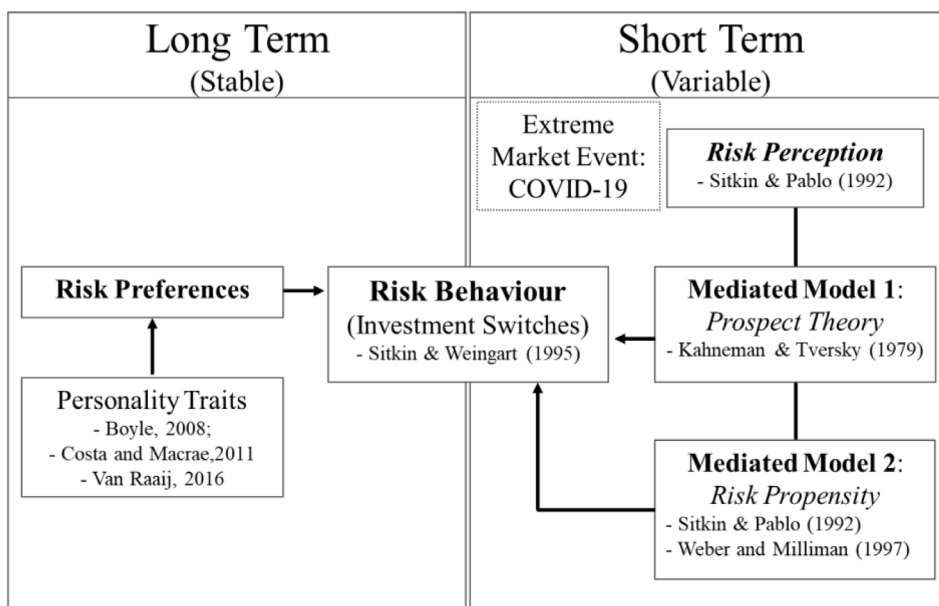 Long Term
(Stable)
Short Term
(Variable)
Extreme
Market Event:
COVID-19
Risk Perception
- Sitkin & Pablo (1992)
Risk Preferences
Risk Behaviour
(Investment Switches)
- Sitkin & Weingart (1995)
Mediated Model 1:
Prospect Theory
- Kahneman & Tversky (1979)
Personality Traits
- Boyle, 2008;
- Costa and Macrae,2011
- Van Raaij, 2016
Mediated Model 2:
Risk Propensity
- Sitkin & Pablo (1992)
- Weber and Milliman (1997)